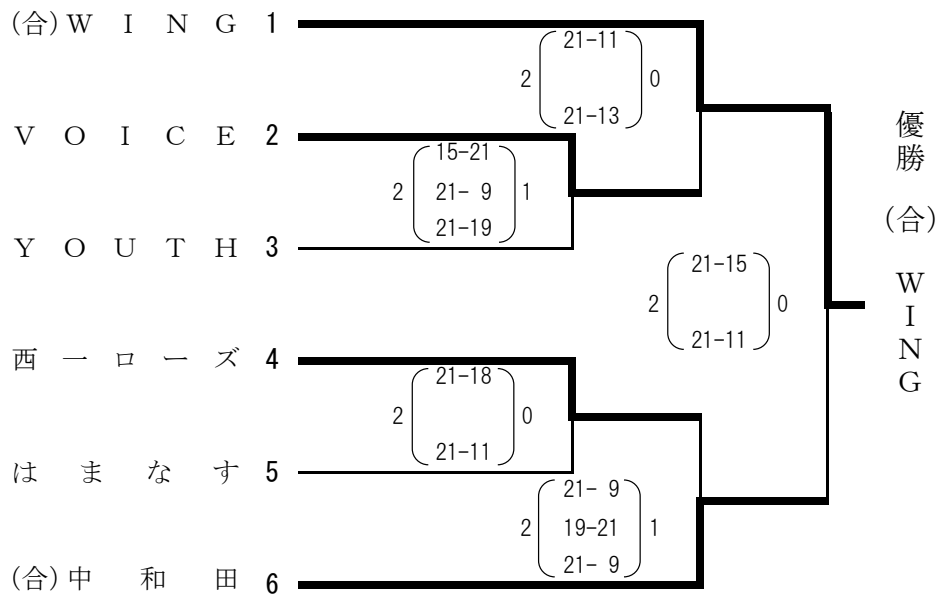 (合)ＷＩＮＧ 1
21-11
2 0
21-13
ＶＯＩＣＥ 2
15-21
2 21- 9 1
21-19
ＹＯＵＴＨ 3
21-15
2 0
21-11
西一ローズ 4
21-18
2 0
21-11
はまなす 5
21- 9
2 19-21 1
21- 9
(合)中和田 6
優勝 (合) ＷＩＮＧ